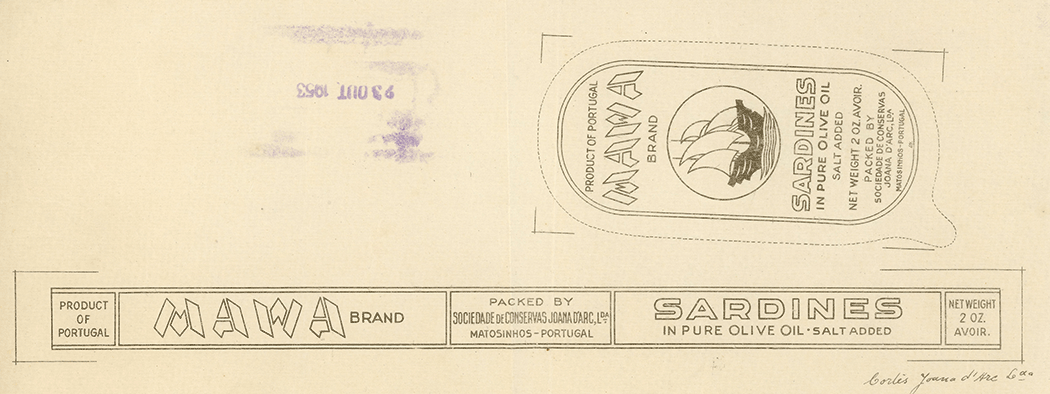 23 OUT. 1953
PRODUCT OF PORTUGAL
MAWA
BRAND
SARDINES
IN PURE OLIVE OIL
SALT ADDED
NET WEIGHT 2 OZ. AVOIR.
PACKED BY
SOCIEDADE DE CONSERVAS
JOANA D'ARC, LDA
MATOSINHOS-PORTUGAL
PRODUCT
OF
PORTUGAL
MAWA BRAND
PACKED BY
SOCIEDADE DE CONSERVAS JOANA D'ARC, LDA
MATOSINHOS-PORTUGAL
SARDINES
IN PURE OLIVE OIL·SALT ADDED
NET WEIGHT
2 OZ.
AVOIR.
Cortês Joana d'Arc Lda